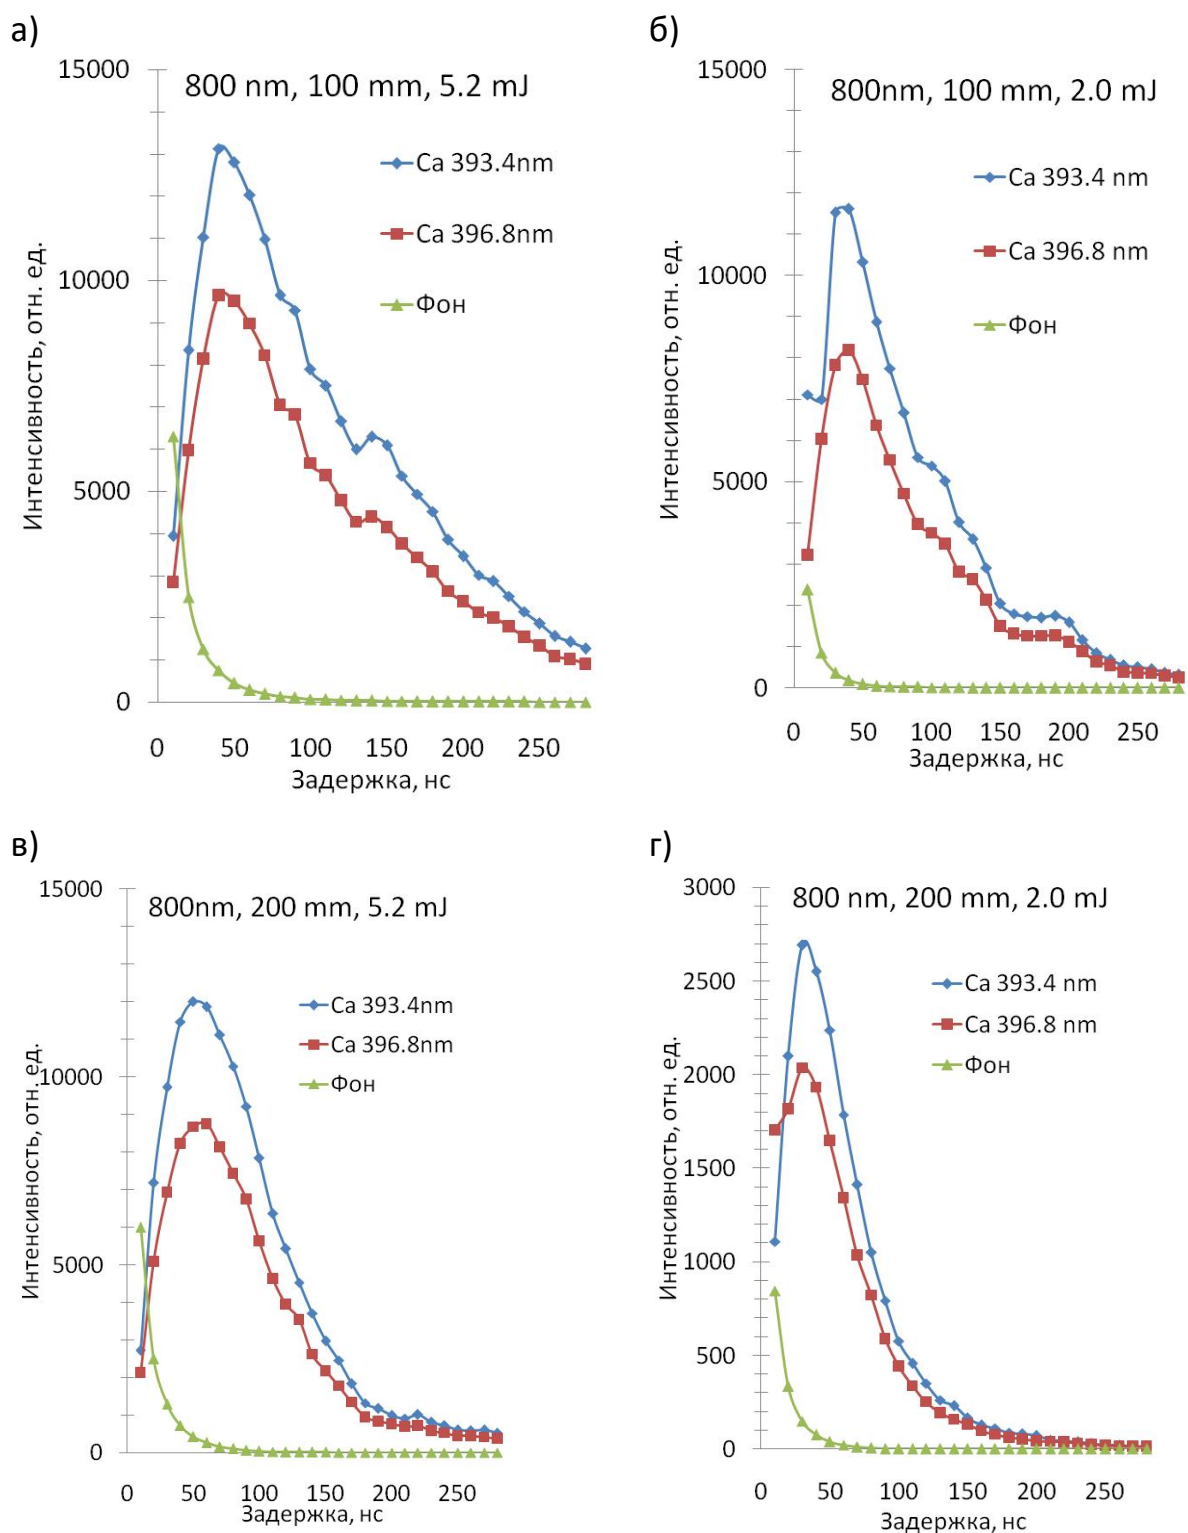 а)
15000
800 nm, 100 mm, 5.2 mJ
Ca 393.4nm
Ca 396.8nm
Фон
10000
5000
0
Интенсивность, отн. ед.
0 50 100 150 200 250
Задержка, нс
б)
15000
800nm, 100 mm, 2.0 mJ
Ca 393.4 nm
Ca 396.8 nm
Фон
10000
5000
0
Интенсивность, отн. ед.
0 50 100 150 200 250
Задержка, нс
в)
15000
800nm, 200 mm, 5.2 mJ
Ca 393.4nm
Ca 396.8nm
Фон
10000
5000
0
Интенсивность, отн. ед.
0 50 100 150 200 250
Задержка, нс
г)
3000
800 nm, 200 mm, 2.0 mJ
Ca 393.4 nm
Ca 396.8 nm
Фон
2500
2000
1500
1000
500
0
Интенсивность, отн. ед.
0 50 100 150 200 250
Задержка, нс